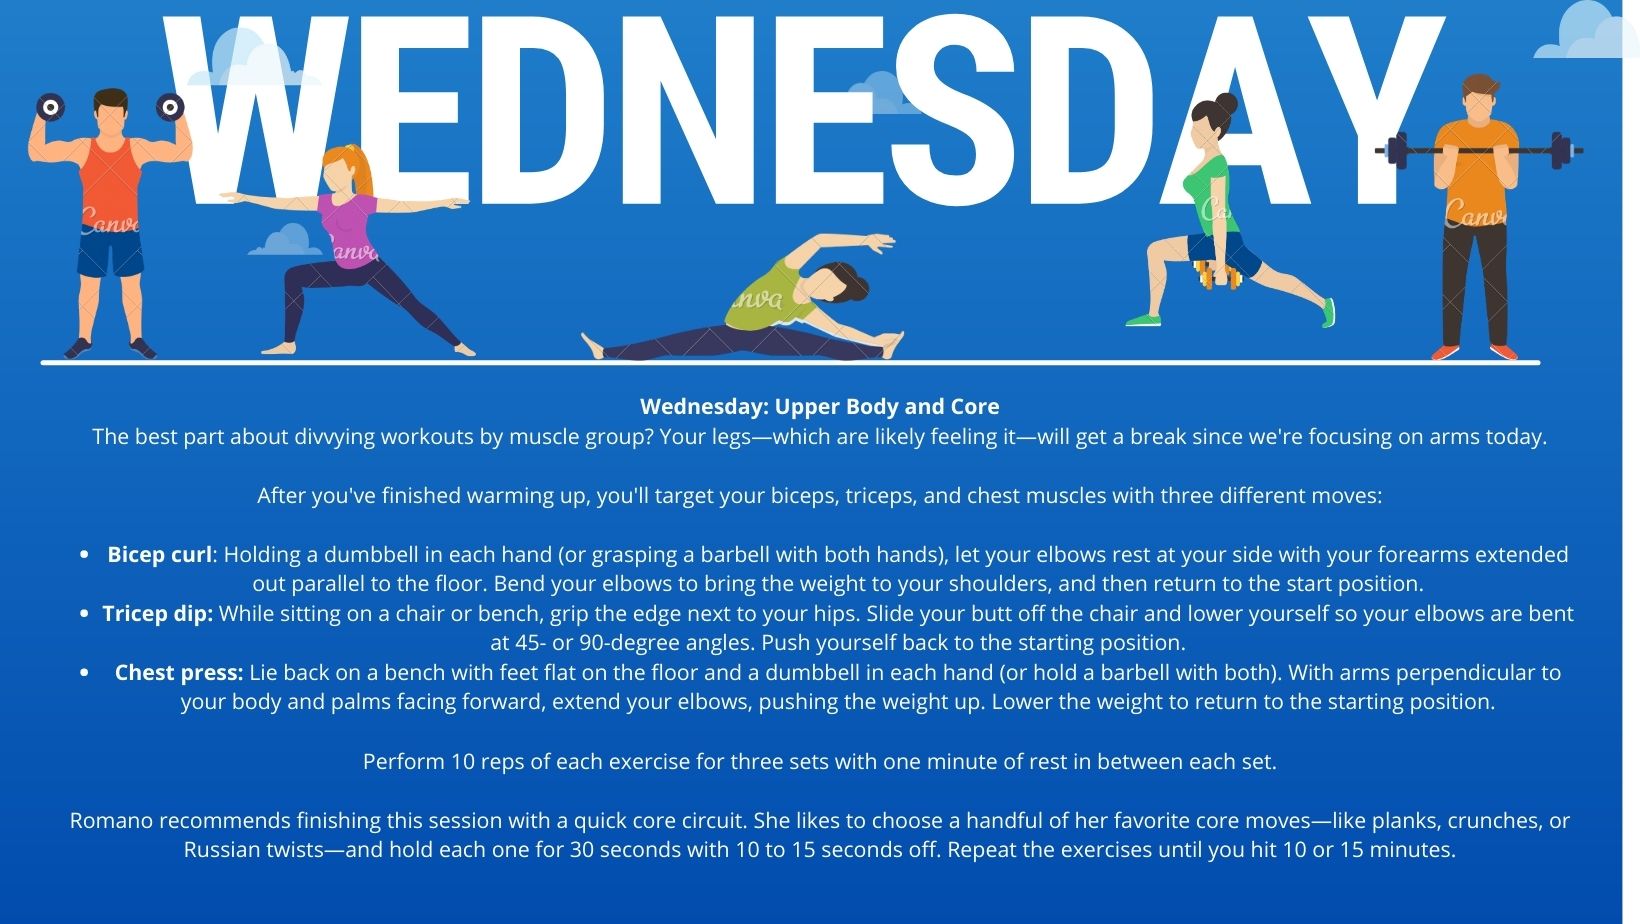 WEDNESDAY
Canva
Canva
Canva
Canva
Canva
Wednesday: Upper Body and Core
The best part about divvying workouts by muscle group? Your legs—which are likely feeling it—will get a break since we're focusing on arms today.
After you've finished warming up, you'll target your biceps, triceps, and chest muscles with three different moves:
• Bicep curl: Holding a dumbbell in each hand (or grasping a barbell with both hands), let your elbows rest at your side with your forearms extended
out parallel to the floor. Bend your elbows to bring the weight to your shoulders, and then return to the start position.
• Tricep dip: While sitting on a chair or bench, grip the edge next to your hips. Slide your butt off the chair and lower yourself so your elbows are bent
at 45- or 90-degree angles. Push yourself back to the starting position.
• Chest press: Lie back on a bench with feet flat on the floor and a dumbbell in each hand (or hold a barbell with both). With arms perpendicular to
your body and palms facing forward, extend your elbows, pushing the weight up. Lower the weight to return to the starting position.
Perform 10 reps of each exercise for three sets with one minute of rest in between each set.
Romano recommends finishing this session with a quick core circuit. She likes to choose a handful of her favorite core moves—like planks, crunches, or
Russian twists—and hold each one for 30 seconds with 10 to 15 seconds off. Repeat the exercises until you hit 10 or 15 minutes.